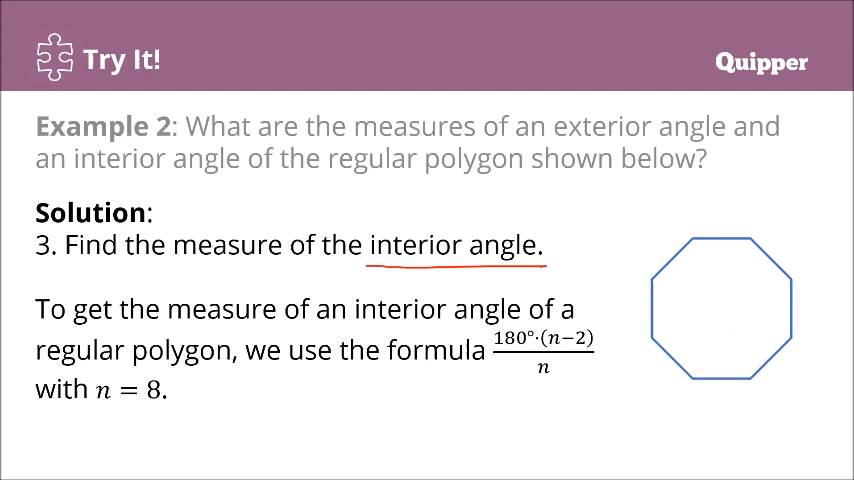 Try It!
Quipper
Example 2: What are the measures of an exterior angle and
an interior angle of the regular polygon shown below?
Solution:
3. Find the measure of the interior angle.
To get the measure of an interior angle of a
regular polygon, we use the formula 180°·(n−2)/n
with n = 8.